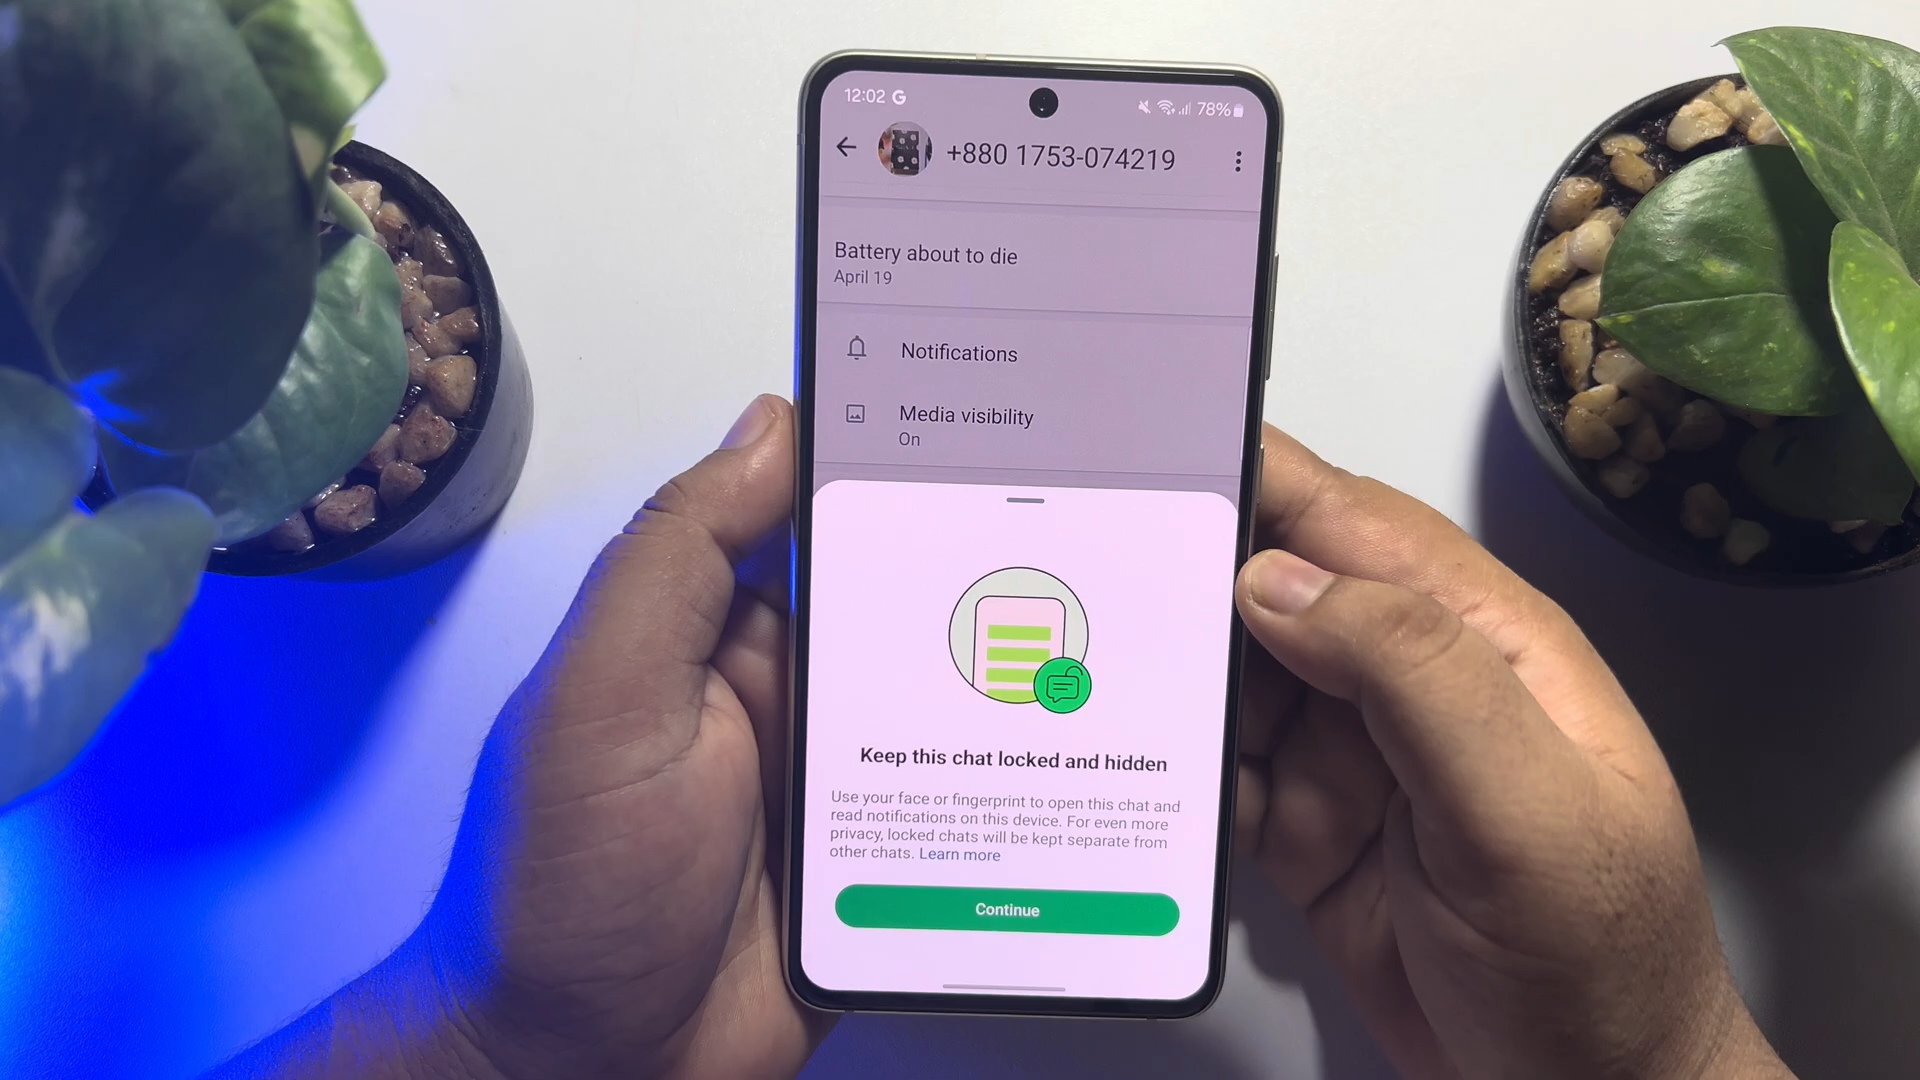 12:02 G 78%
+880 1753-074219
Battery about to die
April 19
Notifications
Media visibility
On
Keep this chat locked and hidden
Use your face or fingerprint to open this chat and
read notifications on this device. For even more
privacy, locked chats will be kept separate from
other chats. Learn more
Continue